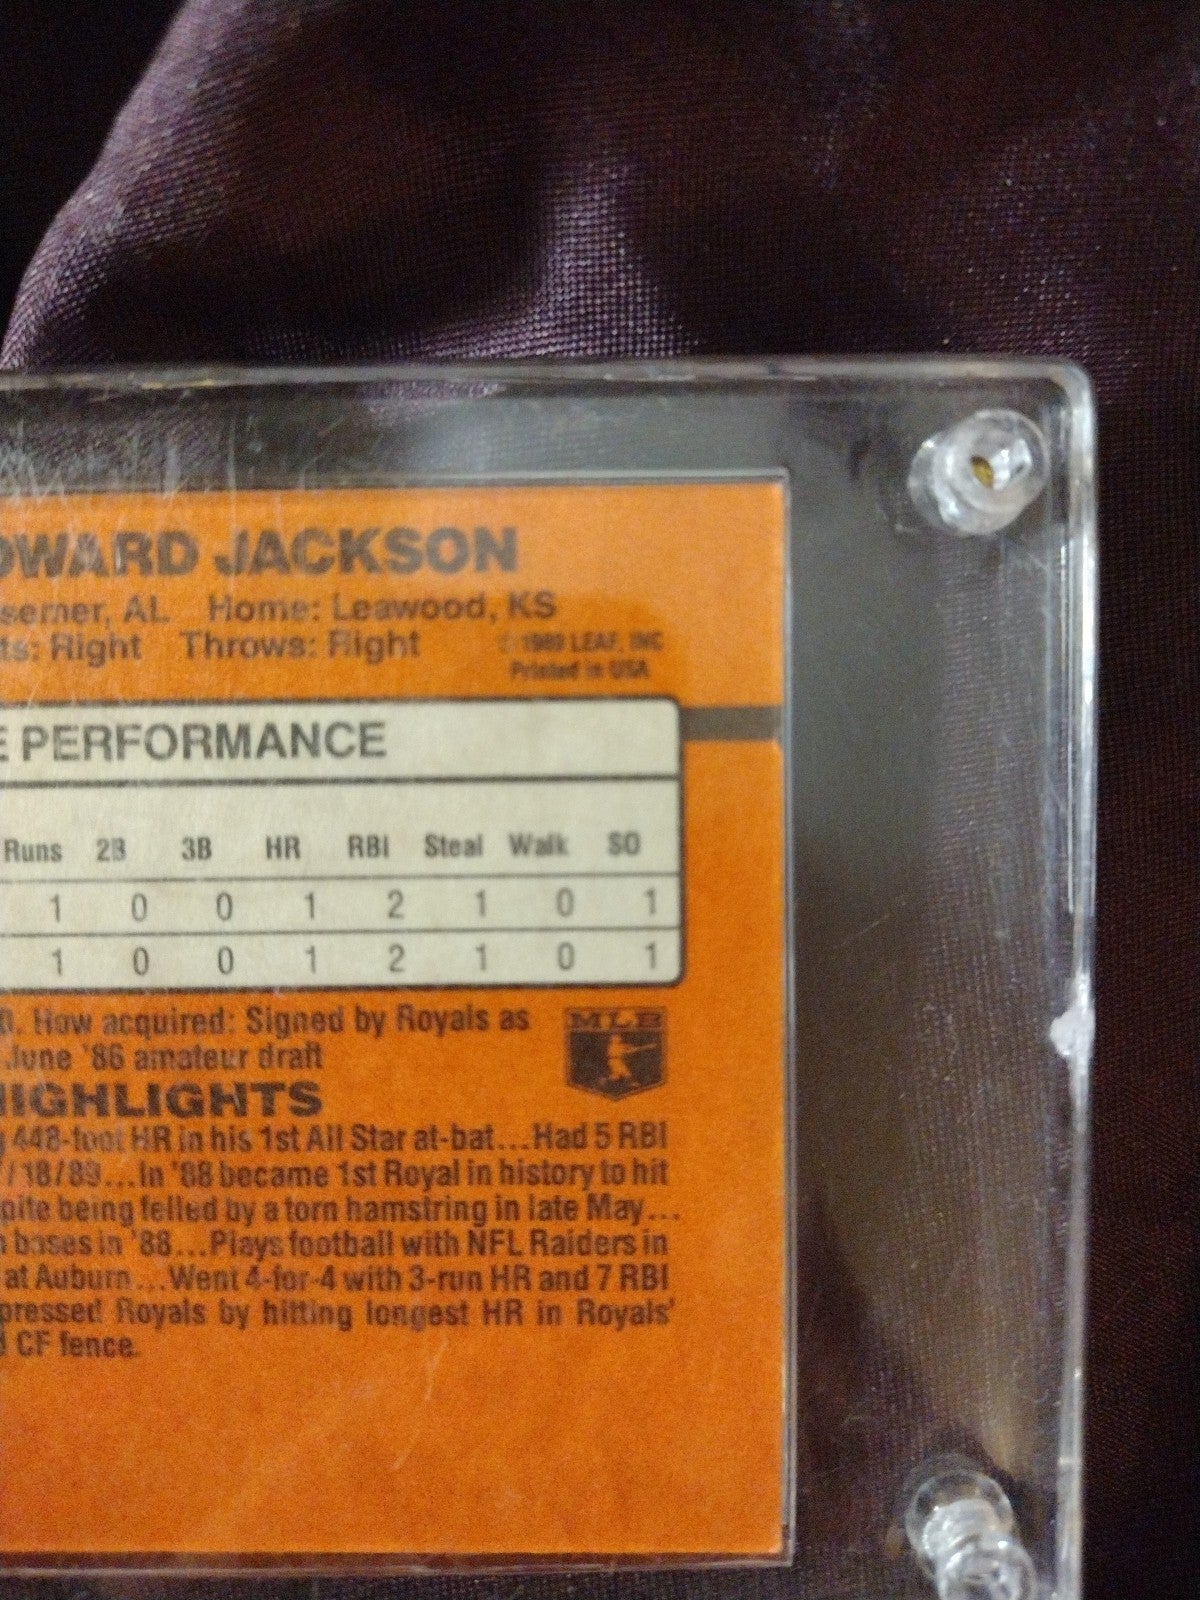 DWARD JACKSON
semer, AL Home: Leawood, KS
ts: Right Throws: Right ©1989 LEAF, INC
Printed in USA
E PERFORMANCE
Runs 2B 3B HR RBI Steal Walk SO
1 0 0 1 2 1 0 1
1 0 0 1 2 1 0 1
. How acquired: Signed by Royals as
June '86 amateur draft
MLB
HIGHLIGHTS
g 448-foot HR in his 1st All Star at-bat...Had 5 RBI
/18/89...In '88 became 1st Royal in history to hit
pite being felled by a torn hamstring in late May...
n bases in '88...Plays football with NFL Raiders in
at Auburn...Went 4-for-4 with 3-run HR and 7 RBI
pressed Royals by hitting longest HR in Royals'
d CF fence.